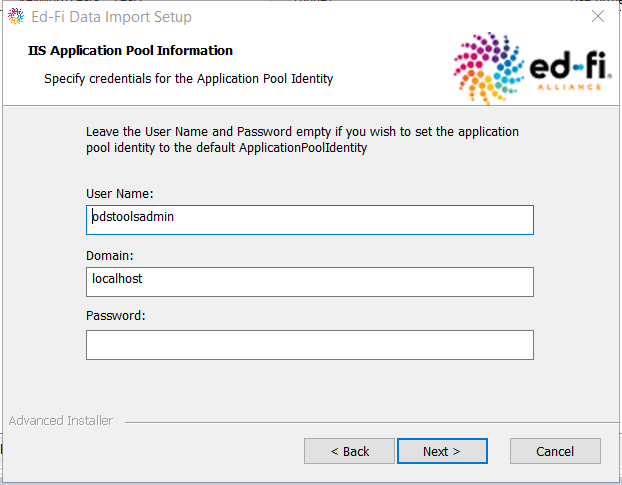 Ed-Fi Data Import Setup
IIS Application Pool Information
Specify credentials for the Application Pool Identity
ed-fi
ALLIANCE
Leave the User Name and Password empty if you wish to set the application
pool identity to the default ApplicationPoolIdentity
User Name:
odstoolsadmin
Domain:
localhost
Password:
Advanced Installer
< Back
Next >
Cancel